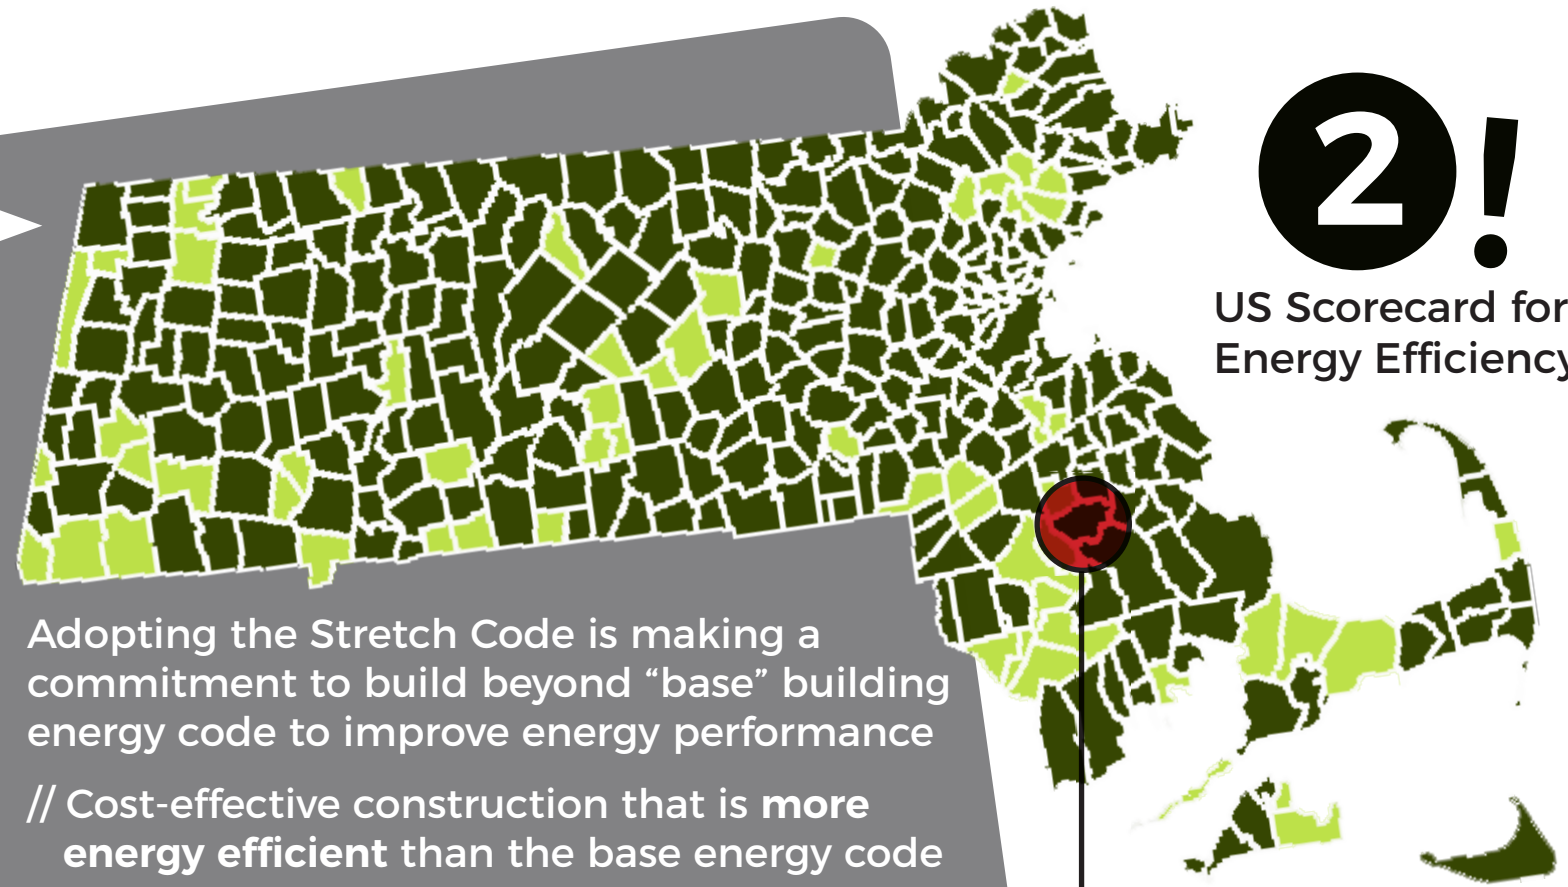 2!
US Scorecard for
Energy Efficiency
Adopting the Stretch Code is making a
commitment to build beyond “base” building
energy code to improve energy performance
// Cost-effective construction that is more
energy efficient than the base energy code